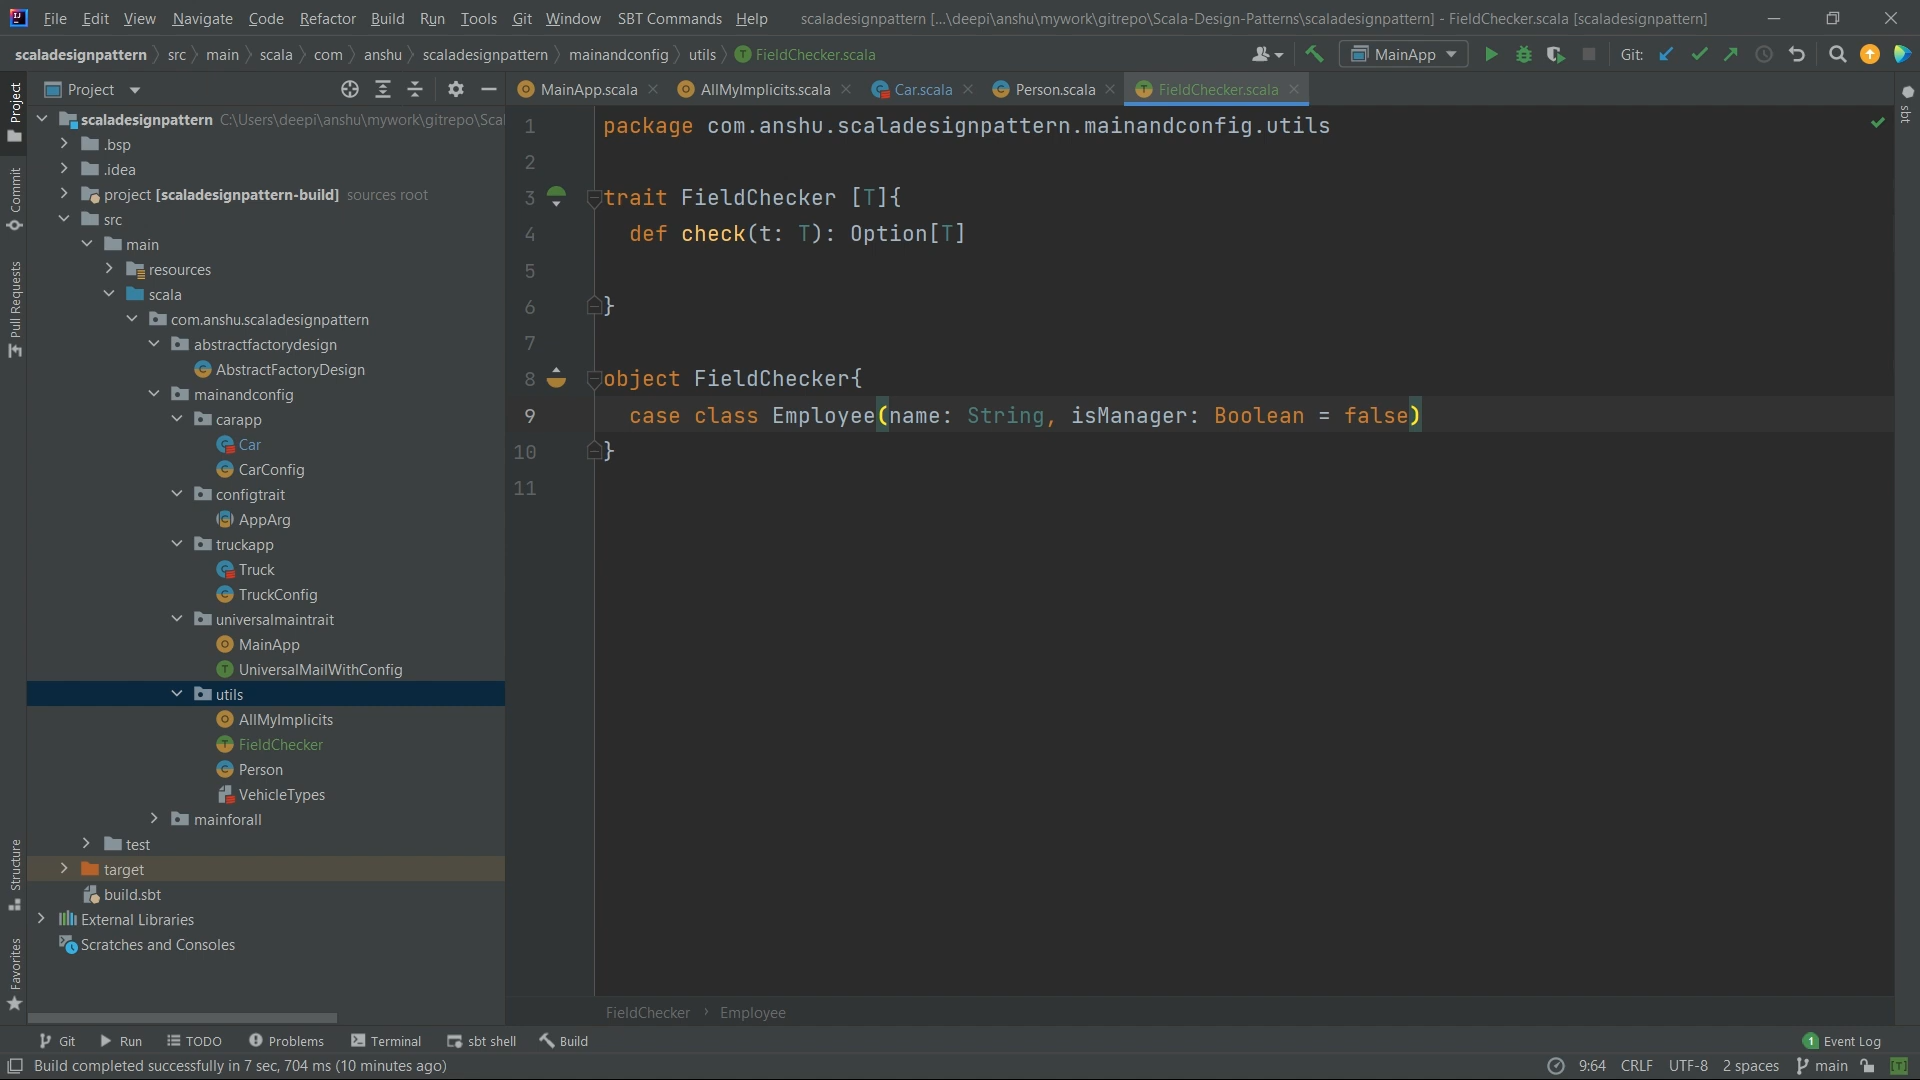 File Edit View Navigate Code Refactor Build Run Tools Git Window SBT Commands Help scaladesignpattern [...\deepi\anshu\mywork\gitrepo\Scala-Design-Patterns\scaladesignpattern] - FieldChecker.scala [scaladesignpattern]
scaladesignpattern src main scala com anshu scaladesignpattern mainandconfig utils FieldChecker.scala MainApp Git:
Project
MainApp.scala AllMyImplicits.scala Car.scala Person.scala FieldChecker.scala
scaladesignpattern C:\Users\deepi\anshu\mywork\gitrepo\Scal
.bsp
.idea
project [scaladesignpattern-build] sources root
src
main
resources
scala
com.anshu.scaladesignpattern
abstractfactorydesign
AbstractFactoryDesign
mainandconfig
carapp
Car
CarConfig
configtrait
AppArg
truckapp
Truck
TruckConfig
universalmaintrait
MainApp
UniversalMailWithConfig
utils
AllMyImplicits
FieldChecker
Person
VehicleTypes
mainforall
test
target
build.sbt
External Libraries
Scratches and Consoles
Project
Commit
Pull Requests
Structure
Favorites
1 package com.anshu.scaladesignpattern.mainandconfig.utils
2
3 trait FieldChecker [T]{
4 def check(t: T): Option[T]
5
6 }
7
8 object FieldChecker{
9 case class Employee(name: String, isManager: Boolean = false)
10 }
11
sbt
FieldChecker › Employee
Git Run TODO Problems Terminal sbt shell Build 1 Event Log
Build completed successfully in 7 sec, 704 ms (10 minutes ago) 9:64 CRLF UTF-8 2 spaces main [T]